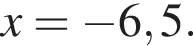 x = −6,5.